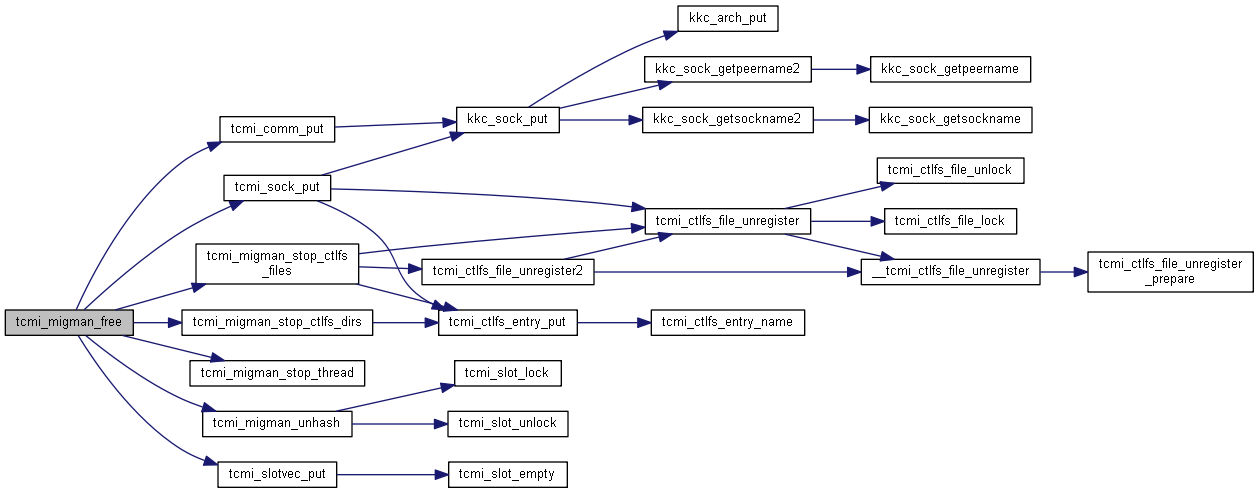 kkc_arch_put
kkc_sock_getpeername2
kkc_sock_getpeername
tcmi_comm_put
kkc_sock_put
kkc_sock_getsockname2
kkc_sock_getsockname
tcmi_sock_put
tcmi_ctlfs_file_unlock
tcmi_ctlfs_file_unregister
tcmi_ctlfs_file_lock
tcmi_migman_stop_ctlfs
_files
tcmi_ctlfs_file_unregister2
__tcmi_ctlfs_file_unregister
tcmi_ctlfs_file_unregister
_prepare
tcmi_migman_free
tcmi_migman_stop_ctlfs_dirs
tcmi_ctlfs_entry_put
tcmi_ctlfs_entry_name
tcmi_migman_stop_thread
tcmi_slot_lock
tcmi_migman_unhash
tcmi_slot_unlock
tcmi_slotvec_put
tcmi_slot_empty